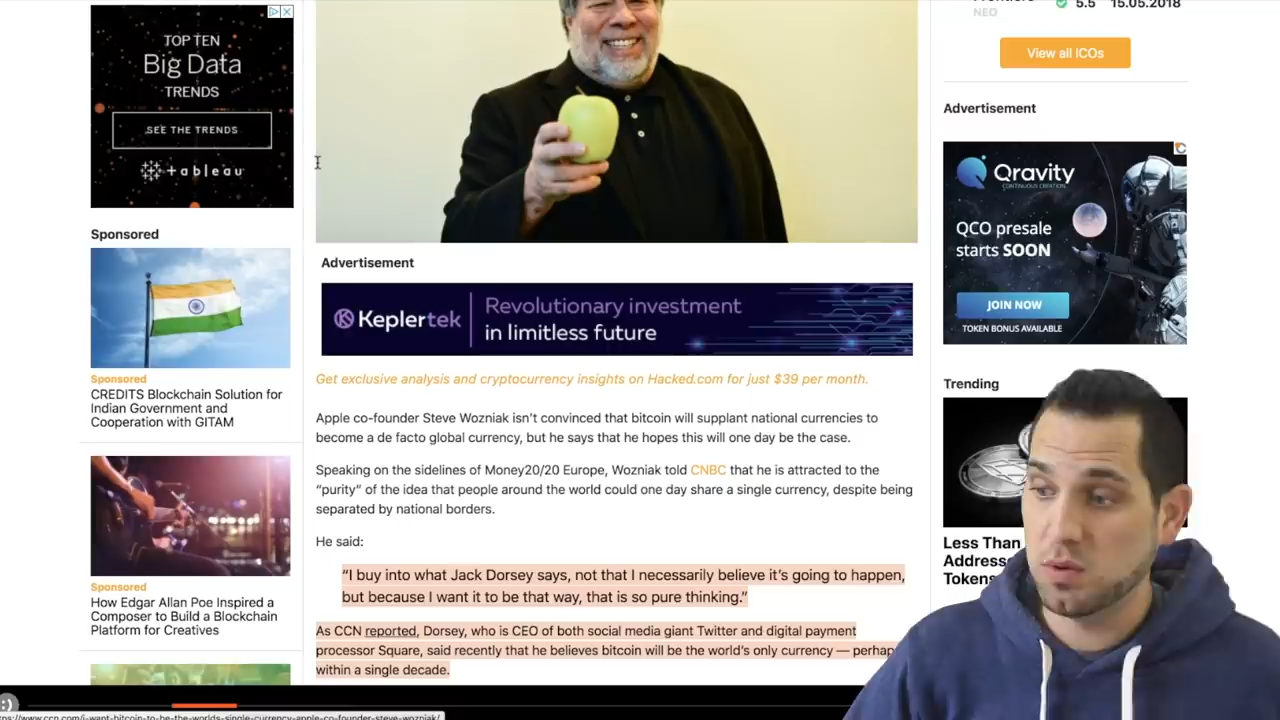 TOP TEN
Big Data
TRENDS
SEE THE TRENDS
+ableau
Sponsored
Sponsored
CREDITS Blockchain Solution for
Indian Government and
Cooperation with GITAM
Sponsored
How Edgar Allan Poe Inspired a
Composer to Build a Blockchain
Platform for Creatives
Advertisement
Keplertek
Revolutionary investment
in limitless future
Get exclusive analysis and cryptocurrency insights on Hacked.com for just $39 per month.
Apple co-founder Steve Wozniak isn’t convinced that bitcoin will supplant national currencies to
become a de facto global currency, but he says that he hopes this will one day be the case.
Speaking on the sidelines of Money20/20 Europe, Wozniak told CNBC that he is attracted to the
“purity” of the idea that people around the world could one day share a single currency, despite being
separated by national borders.
He said:
“I buy into what Jack Dorsey says, not that I necessarily believe it’s going to happen,
but because I want it to be that way, that is so pure thinking.”
As CCN reported, Dorsey, who is CEO of both social media giant Twitter and digital payment
processor Square, said recently that he believes bitcoin will be the world’s only currency — perhap
within a single decade.
NEO
5.5
15.05.2018
View all ICOs
Advertisement
Qravity
CONTINUOUS CREATION
QCO presale
starts SOON
JOIN NOW
TOKEN BONUS AVAILABLE
Trending
Less Than
Addresse
Tokens
ttps://www.ccn.com/i-want-bitcoin-to-be-the-worlds-single-currency-apple-co-founder-steve-wozniak/